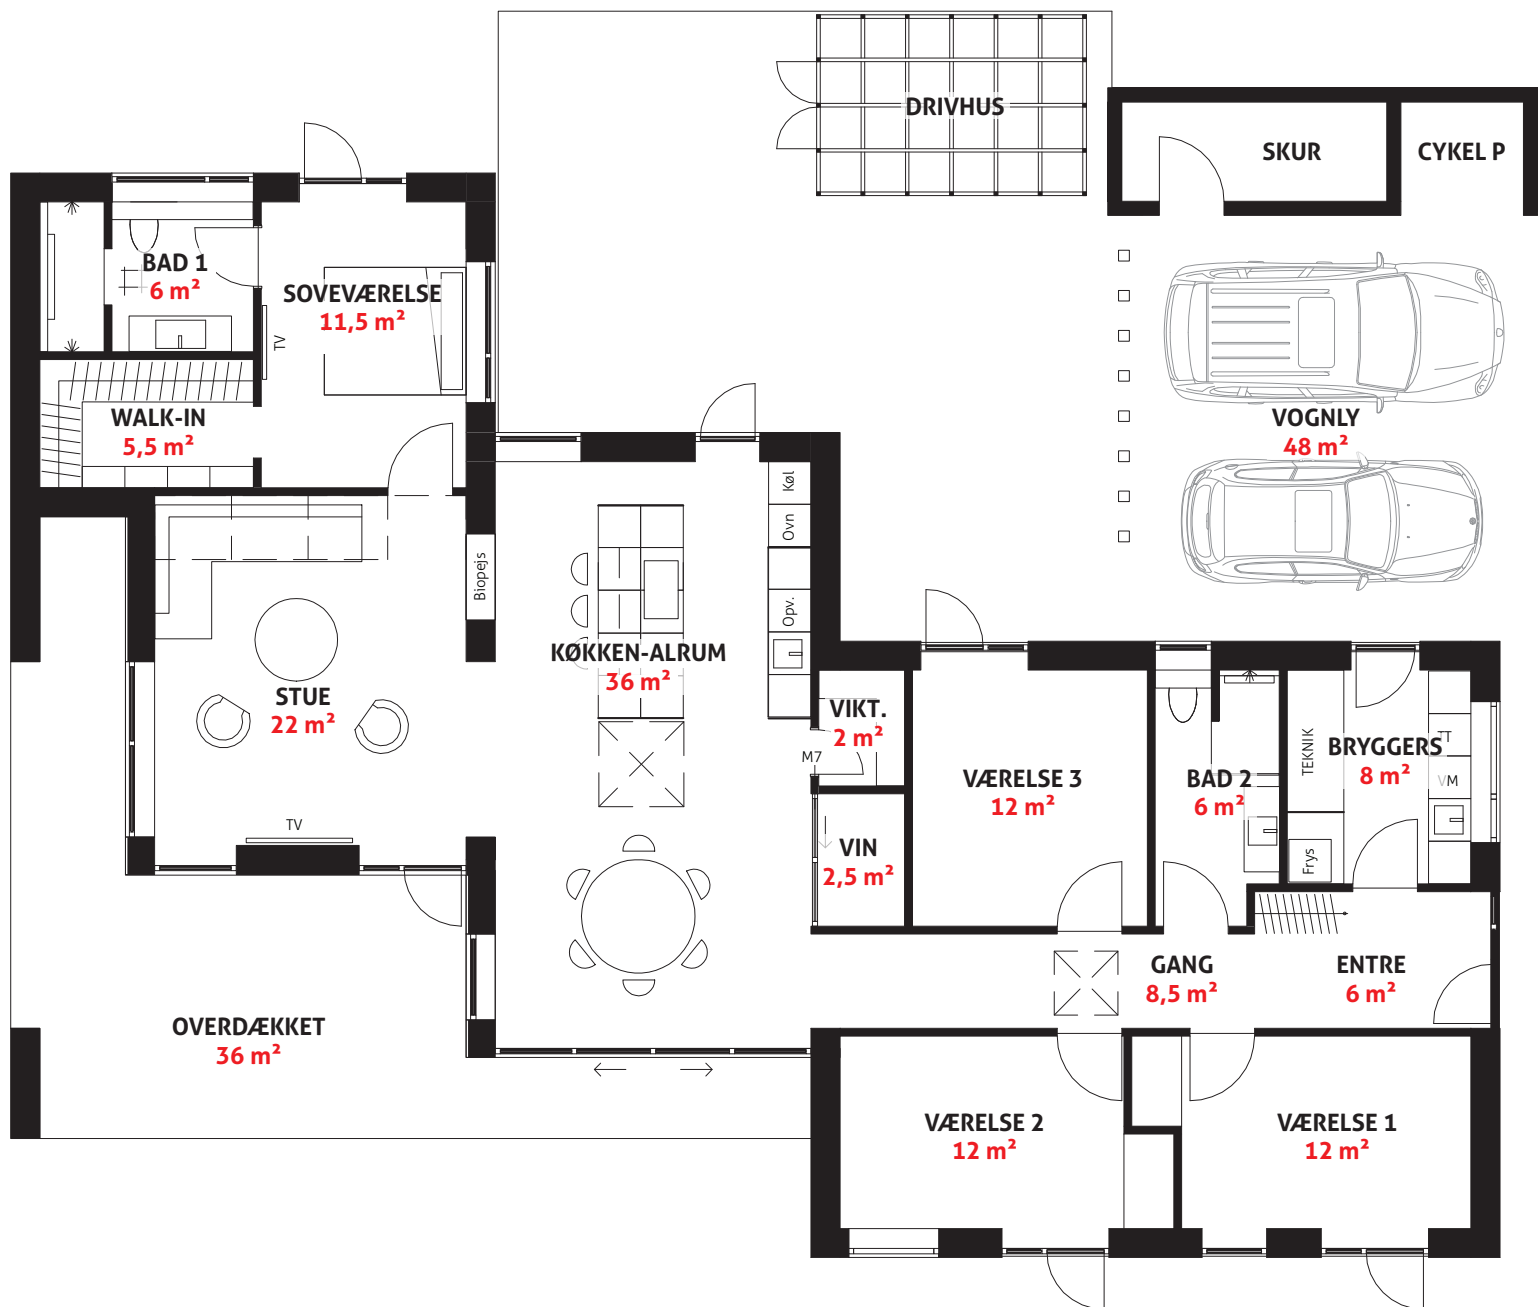 DRIVHUS
SKUR
CYKEL P
BAD 1
6 m²
SOVEVÆRELSE
11,5 m²
TV
WALK-IN
5,5 m²
VOGNLY
48 m²
Køl
Ovn
Opv.
Biopejs
KØKKEN-ALRUM
36 m²
STUE
22 m²
TV
VIKT.
2 m²
M7
VIN
2,5 m²
VÆRELSE 3
12 m²
BAD 2
6 m²
TEKNIK
Frys
BRYGGERS
8 m²
TT
VM
GANG
8,5 m²
ENTRE
6 m²
OVERDÆKKET
36 m²
VÆRELSE 2
12 m²
VÆRELSE 1
12 m²